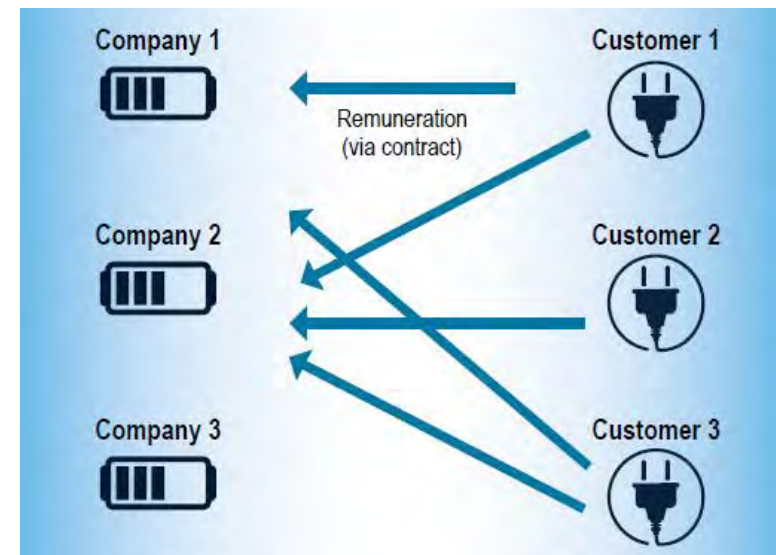 Company 1
Customer 1
Remuneration
(via contract)
Company 2
Customer 2
Company 3
Customer 3